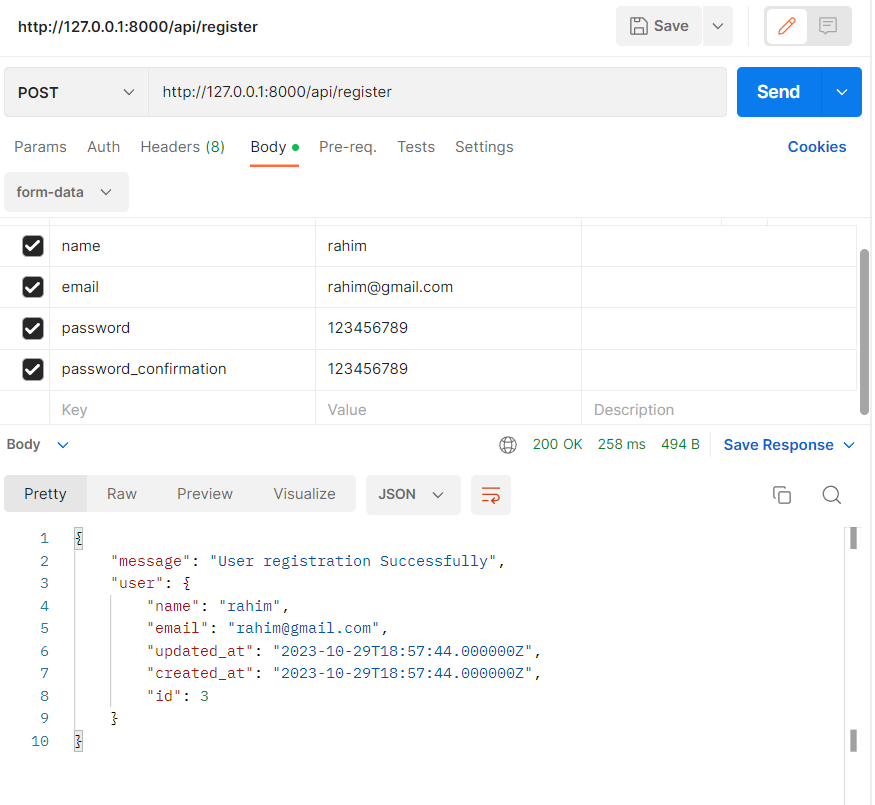 http://127.0.0.1:8000/api/register Save
POST http://127.0.0.1:8000/api/register Send
Params Auth Headers (8) Body Pre-req. Tests Settings Cookies
form-data
name rahim
email rahim@gmail.com
password 123456789
password_confirmation 123456789
Key Value Description
Body 200 OK 258 ms 494 B Save Response
Pretty Raw Preview Visualize JSON
1 {
2 "message": "User registration Successfully",
3 "user": {
4 "name": "rahim",
5 "email": "rahim@gmail.com",
6 "updated_at": "2023-10-29T18:57:44.000000Z",
7 "created_at": "2023-10-29T18:57:44.000000Z",
8 "id": 3
9 }
10 }